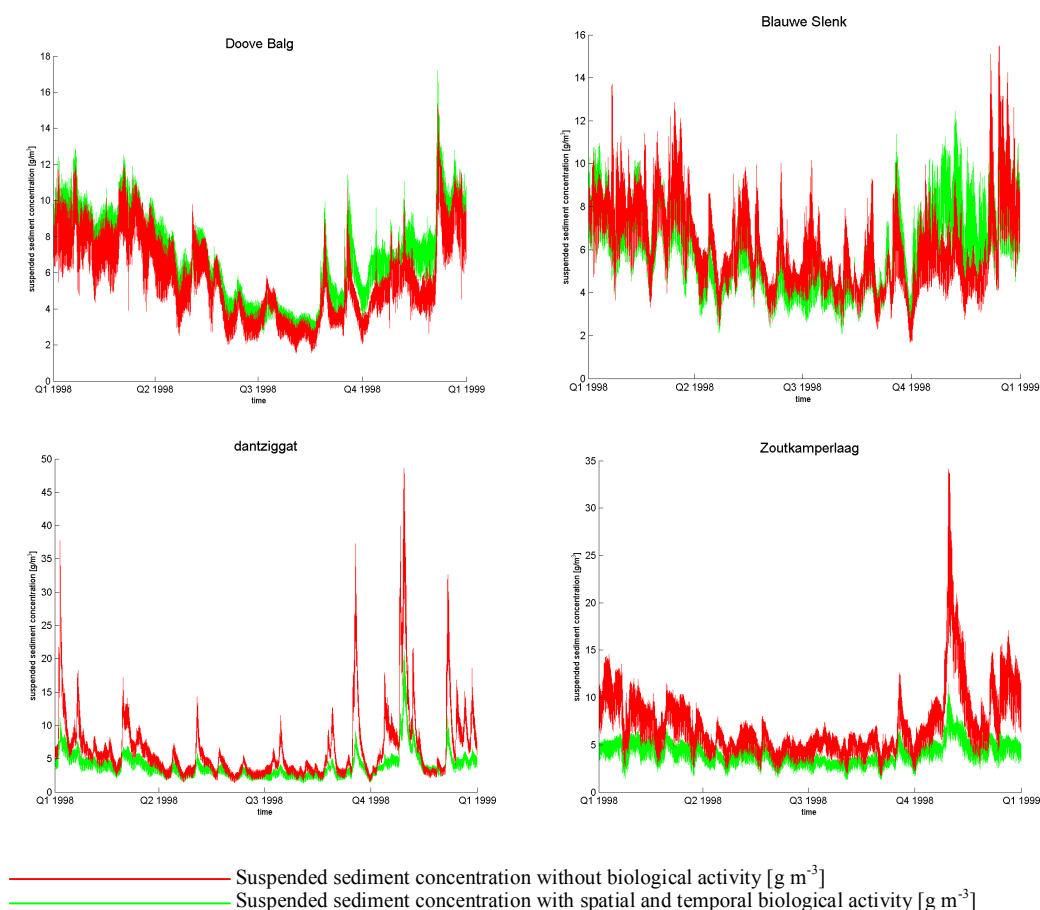 Doove Balg
suspended sediment concentration [g/m³]
18
16
14
12
10
8
6
4
2
0
Q1 1998
Q2 1998
Q3 1998
Q4 1998
Q1 1999
time
Blauwe Slenk
suspended sediment concentration [g/m³]
16
14
12
10
8
6
4
2
0
Q1 1998
Q2 1998
Q3 1998
Q4 1998
Q1 1999
time
dantziggat
suspended sediment concentration [g/m³]
50
45
40
35
30
25
20
15
10
5
0
Q1 1998
Q2 1998
Q3 1998
Q4 1998
Q1 1999
time
Zoutkamperlaag
suspended sediment concentration [g/m³]
35
30
25
20
15
10
5
0
Q1 1998
Q2 1998
Q3 1998
Q4 1998
Q1 1999
time
Suspended sediment concentration without biological activity [g m⁻³]
Suspended sediment concentration with spatial and temporal biological activity [g m⁻³]